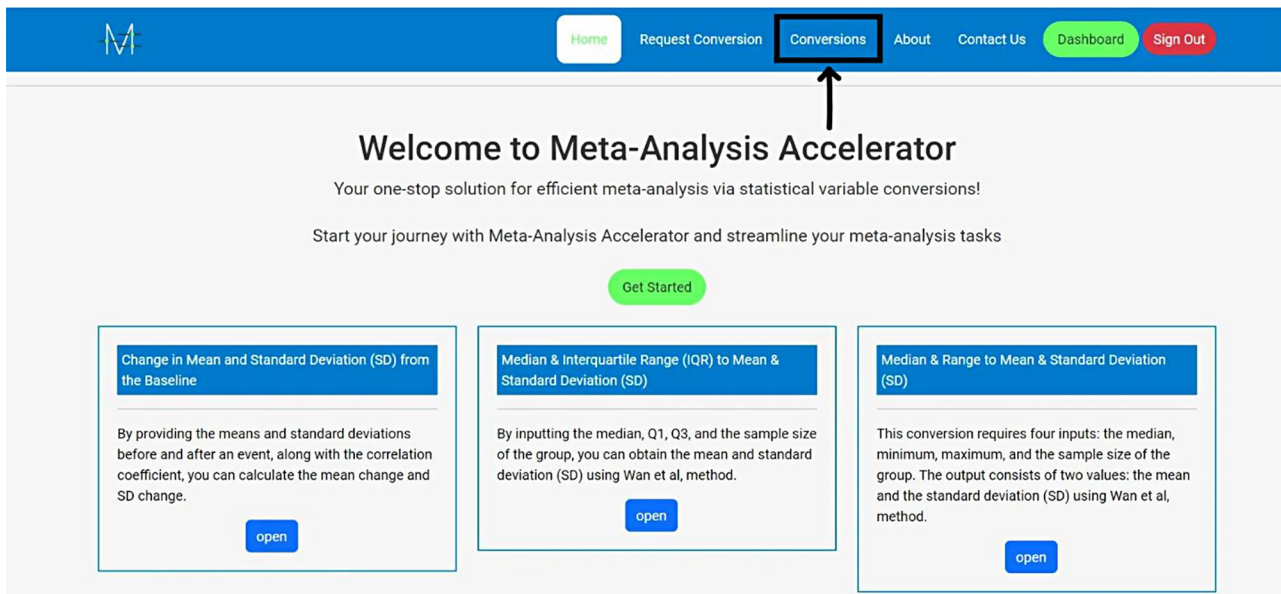 M
Home Request Conversion Conversions About Contact Us Dashboard Sign Out
Welcome to Meta-Analysis Accelerator
Your one-stop solution for efficient meta-analysis via statistical variable conversions!
Start your journey with Meta-Analysis Accelerator and streamline your meta-analysis tasks
Get Started
Change in Mean and Standard Deviation (SD) from
the Baseline
By providing the means and standard deviations
before and after an event, along with the correlation
coefficient, you can calculate the mean change and
SD change.
open
Median & Interquartile Range (IQR) to Mean &
Standard Deviation (SD)
By inputting the median, Q1, Q3, and the sample size
of the group, you can obtain the mean and standard
deviation (SD) using Wan et al, method.
open
Median & Range to Mean & Standard Deviation
(SD)
This conversion requires four inputs: the median,
minimum, maximum, and the sample size of the
group. The output consists of two values: the mean
and the standard deviation (SD) using Wan et al,
method.
open